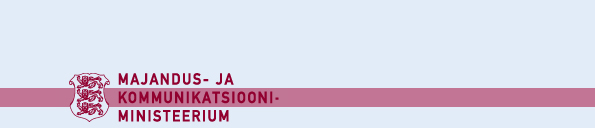 MAJANDUS- JA
KOMMUNIKATSIOONI-
MINISTEERIUM